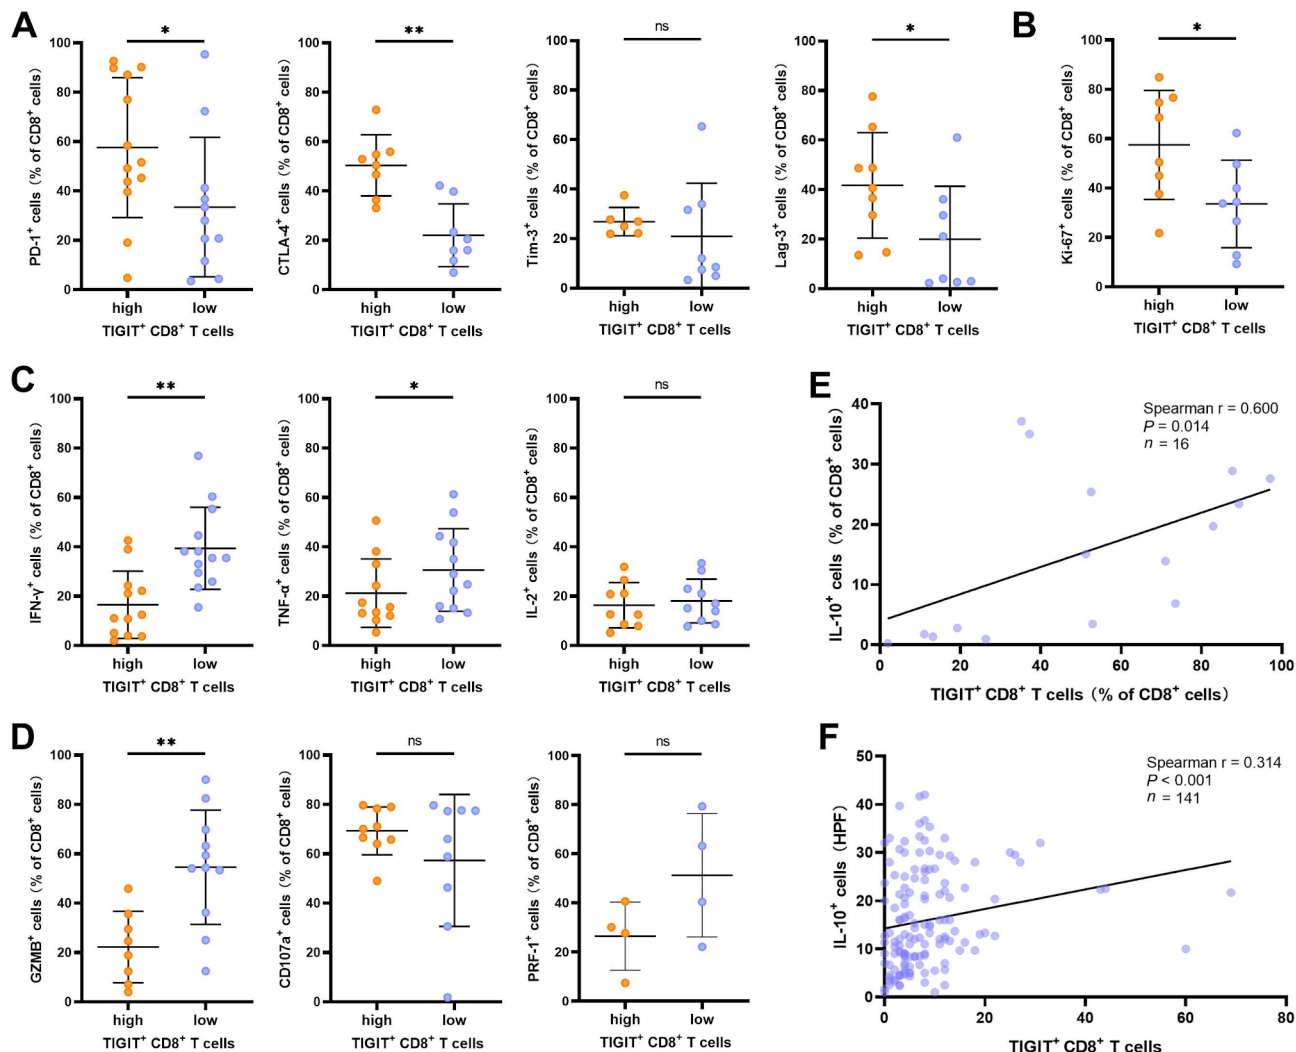 A
*
100
80
60
40
20
0
PD-1⁺ cells (% of CD8⁺ cells)
high low
TIGIT⁺ CD8⁺ T cells
**
100
80
60
40
20
0
CTLA-4⁺ cells (% of CD8⁺ cells)
high low
TIGIT⁺ CD8⁺ T cells
ns
100
80
60
40
20
0
Tim-3⁺ cells (% of CD8⁺ cells)
high low
TIGIT⁺ CD8⁺ T cells
*
100
80
60
40
20
0
Lag-3⁺ cells (% of CD8⁺ cells)
high low
TIGIT⁺ CD8⁺ T cells
B
*
100
80
60
40
20
0
Ki-67⁺ cells (% of CD8⁺ cells)
high low
TIGIT⁺ CD8⁺ T cells
C
**
100
80
60
40
20
0
IFN-γ⁺ cells (% of CD8⁺ cells)
high low
TIGIT⁺ CD8⁺ T cells
*
100
80
60
40
20
0
TNF-α⁺ cells (% of CD8⁺ cells)
high low
TIGIT⁺ CD8⁺ T cells
ns
100
80
60
40
20
0
IL-2⁺ cells (% of CD8⁺ cells)
high low
TIGIT⁺ CD8⁺ T cells
E
Spearman r = 0.600
P = 0.014
n = 16
40
30
20
10
0
IL-10⁺ cells (% of CD8⁺ cells)
0 20 40 60 80 100
TIGIT⁺ CD8⁺ T cells (% of CD8⁺ cells)
D
**
100
80
60
40
20
0
GZMB⁺ cells (% of CD8⁺ cells)
high low
TIGIT⁺ CD8⁺ T cells
ns
100
80
60
40
20
0
CD107a⁺ cells (% of CD8⁺ cells)
high low
TIGIT⁺ CD8⁺ T cells
ns
100
80
60
40
20
0
PRF-1⁺ cells (% of CD8⁺ cells)
high low
TIGIT⁺ CD8⁺ T cells
F
Spearman r = 0.314
P < 0.001
n = 141
50
40
30
20
10
0
IL-10⁺ cells (HPF)
0 20 40 60 80
TIGIT⁺ CD8⁺ T cells